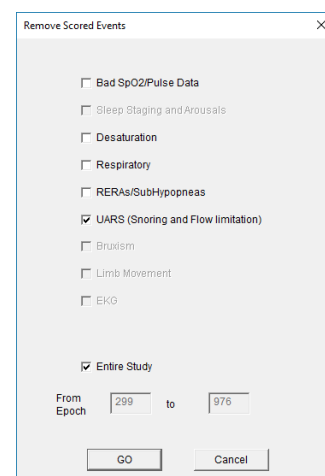 Remove Scored Events
Bad SpO2/Pulse Data
Sleep Staging and Arousals
Desaturation
Respiratory
RERAs/SubHypopneas
UARS (Snoring and Flow limitation)
Bruxism
Limb Movement
EKG
Entire Study
From
Epoch 299 to 976
GO Cancel